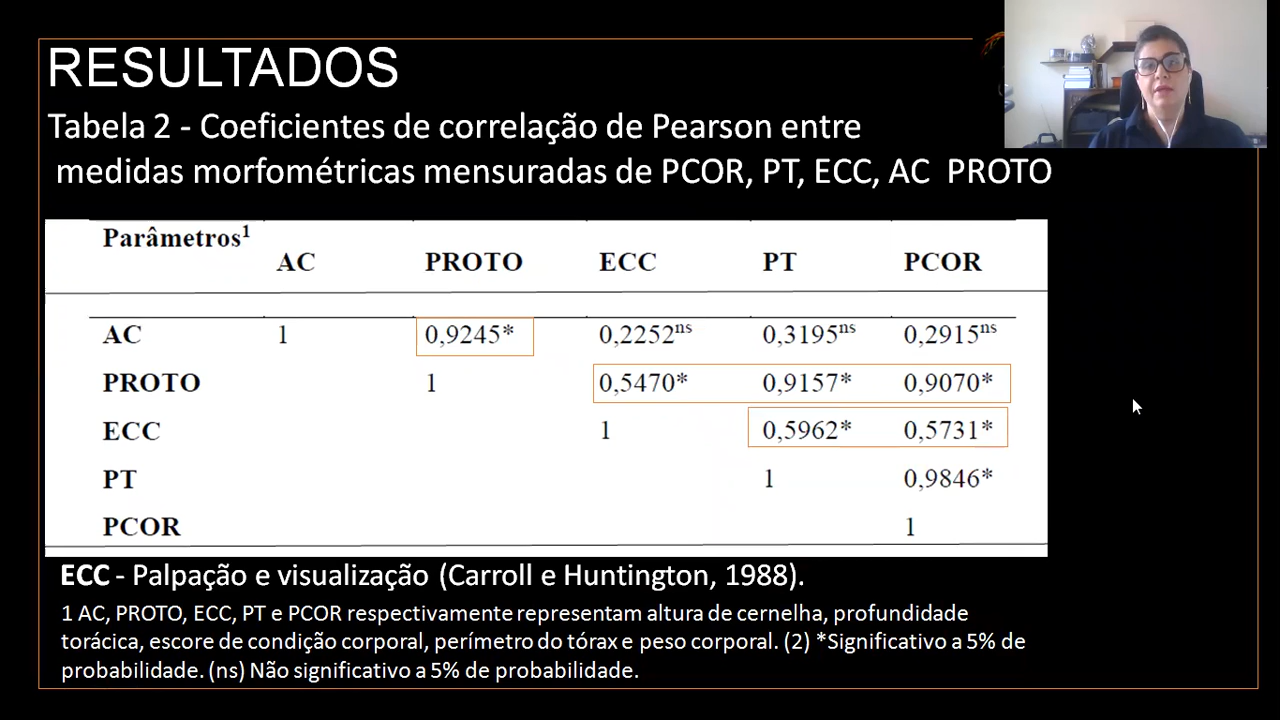 RESULTADOS
Tabela 2 - Coeficientes de correlação de Pearson entre
medidas morfométricas mensuradas de PCOR, PT, ECC, AC PROTO
Parâmetros¹
AC PROTO ECC PT PCOR
AC 1 0,9245* 0,2252ns 0,3195ns 0,2915ns
PROTO 1 0,5470* 0,9157* 0,9070*
ECC 1 0,5962* 0,5731*
PT 1 0,9846*
PCOR 1
ECC - Palpação e visualização (Carroll e Huntington, 1988).
1 AC, PROTO, ECC, PT e PCOR respectivamente representam altura de cernelha, profundidade
torácica, escore de condição corporal, perímetro do tórax e peso corporal. (2) *Significativo a 5% de
probabilidade. (ns) Não significativo a 5% de probabilidade.